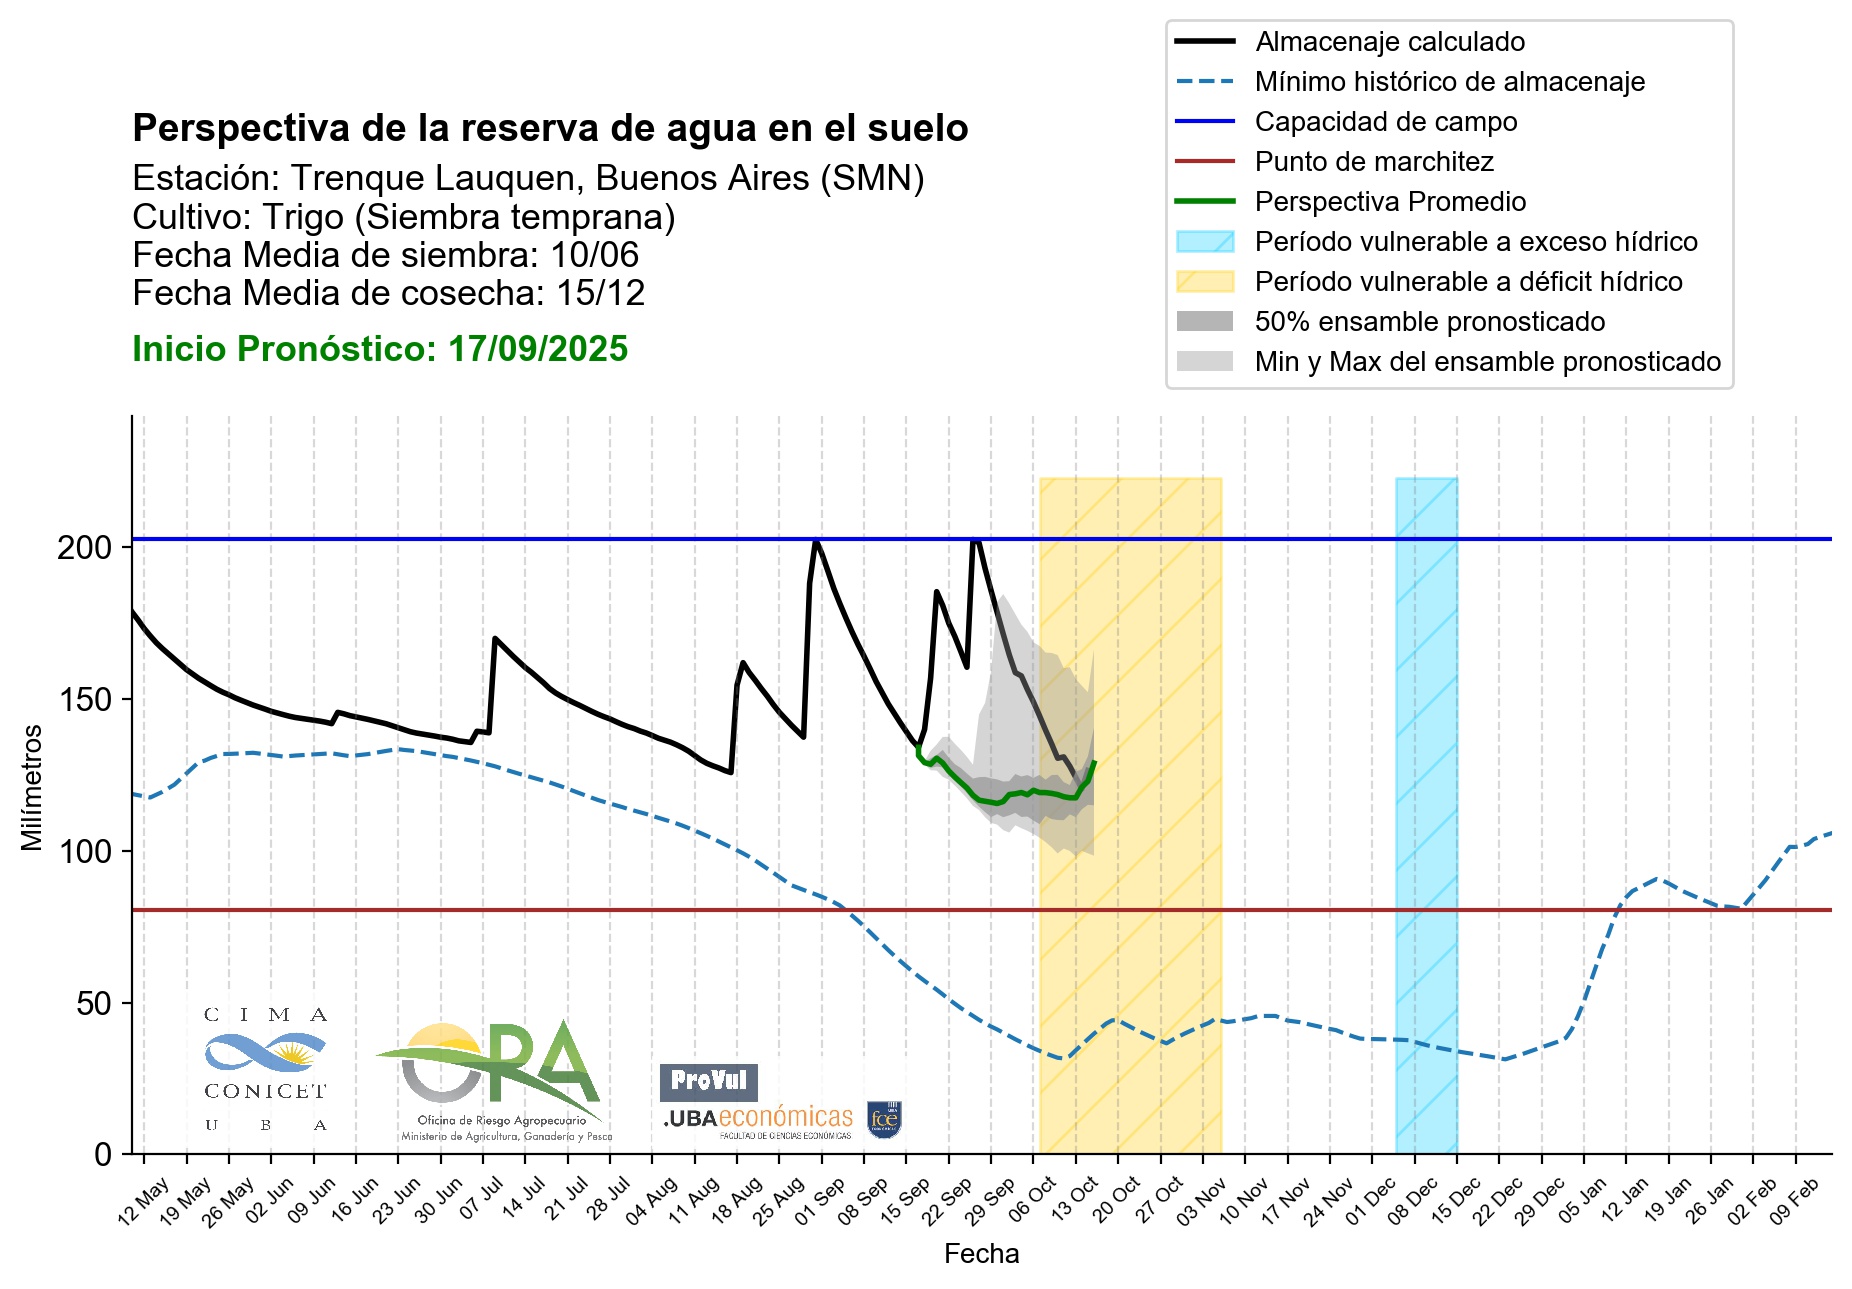 Almacenaje calculado
Mínimo histórico de almacenaje
Capacidad de campo
Punto de marchitez
Perspectiva Promedio
Período vulnerable a exceso hídrico
Período vulnerable a déficit hídrico
50% ensamble pronosticado
Min y Max del ensamble pronosticado
Perspectiva de la reserva de agua en el suelo
Estación: Trenque Lauquen, Buenos Aires (SMN)
Cultivo: Trigo (Siembra temprana)
Fecha Media de siembra: 10/06
Fecha Media de cosecha: 15/12
Inicio Pronóstico: 17/09/2025
Milímetros
200
150
100
50
0
CIMA
CONICET
UBA
ORA
Oficina de Riesgo Agropecuario
Ministerio de Agricultura, Ganadería y Pesca
ProVul
.UBAeconómicas
FACULTAD DE CIENCIAS ECONÓMICAS
fce
12 May
19 May
26 May
02 Jun
09 Jun
16 Jun
23 Jun
30 Jun
07 Jul
14 Jul
21 Jul
28 Jul
04 Aug
11 Aug
18 Aug
25 Aug
01 Sep
08 Sep
15 Sep
22 Sep
29 Sep
06 Oct
13 Oct
20 Oct
27 Oct
03 Nov
10 Nov
17 Nov
24 Nov
01 Dec
08 Dec
15 Dec
22 Dec
29 Dec
05 Jan
12 Jan
19 Jan
26 Jan
02 Feb
09 Feb
Fecha